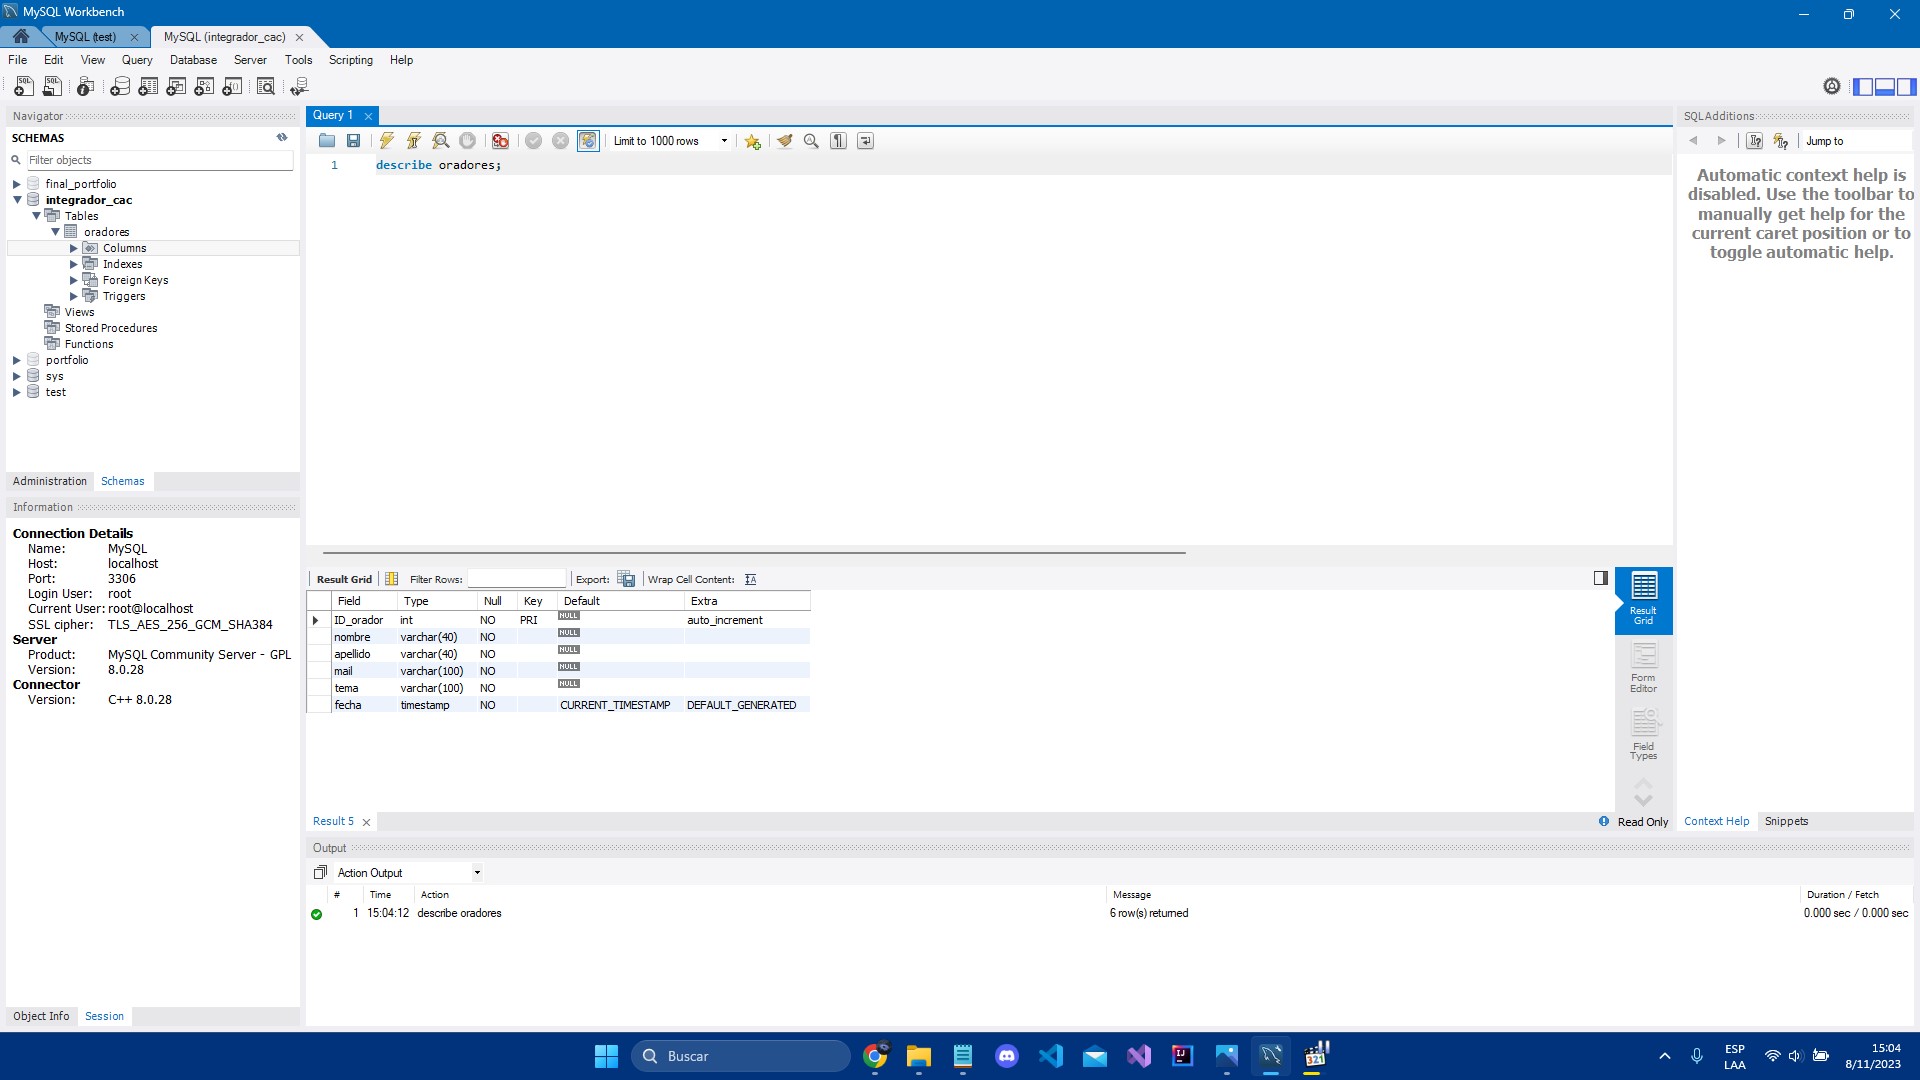 MySQL Workbench
MySQL (test)
MySQL (integrador_cac)
File Edit View Query Database Server Tools Scripting Help
Navigator
SCHEMAS
Filter objects
final_portfolio
integrador_cac
Tables
oradores
Columns
Indexes
Foreign Keys
Triggers
Views
Stored Procedures
Functions
portfolio
sys
test
Administration Schemas
Information
Connection Details
Name: MySQL
Host: localhost
Port: 3306
Login User: root
Current User: root@localhost
SSL cipher: TLS_AES_256_GCM_SHA384
Server
Product: MySQL Community Server - GPL
Version: 8.0.28
Connector
Version: C++ 8.0.28
Object Info Session
Query 1
Limit to 1000 rows
1 describe oradores;
Result Grid Filter Rows: Export: Wrap Cell Content:
Field Type Null Key Default Extra
ID_orador int NO PRI NULL auto_increment
nombre varchar(40) NO NULL
apellido varchar(40) NO NULL
mail varchar(100) NO NULL
tema varchar(100) NO NULL
fecha timestamp NO CURRENT_TIMESTAMP DEFAULT_GENERATED
Result
Grid
Form
Editor
Field
Types
Result 5
Read Only
SQLAdditions
Jump to
Automatic context help is
disabled. Use the toolbar to
manually get help for the
current caret position or to
toggle automatic help.
Context Help Snippets
Output
Action Output
# Time Action Message Duration / Fetch
1 15:04:12 describe oradores 6 row(s) returned 0.000 sec / 0.000 sec
Buscar
321
ESP
LAA
15:04
8/11/2023